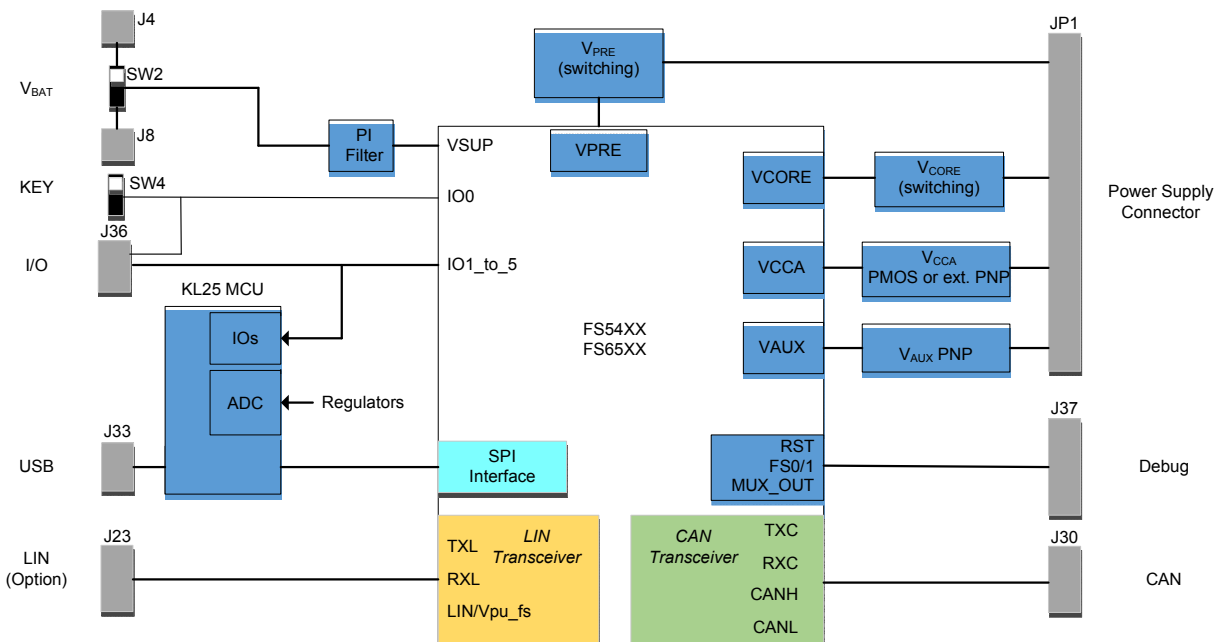 J4
JP1
VPRE
(switching)
SW2
VBAT
J8
PI
Filter
VSUP
VPRE
KEY
SW4
IO0
VCORE
VCORE
(switching)
Power Supply
Connector
J36
I/O
IO1_to_5
VCCA
VCCA
PMOS or ext. PNP
KL25 MCU
IOs
FS54XX
FS65XX
VAUX
VAUX PNP
ADC
Regulators
J33
USB
SPI
Interface
RST
FS0/1
MUX_OUT
J37
Debug
J23
LIN
(Option)
LIN
Transceiver
TXL
RXL
LIN/Vpu_fs
CAN
Transceiver
TXC
RXC
CANH
CANL
J30
CAN